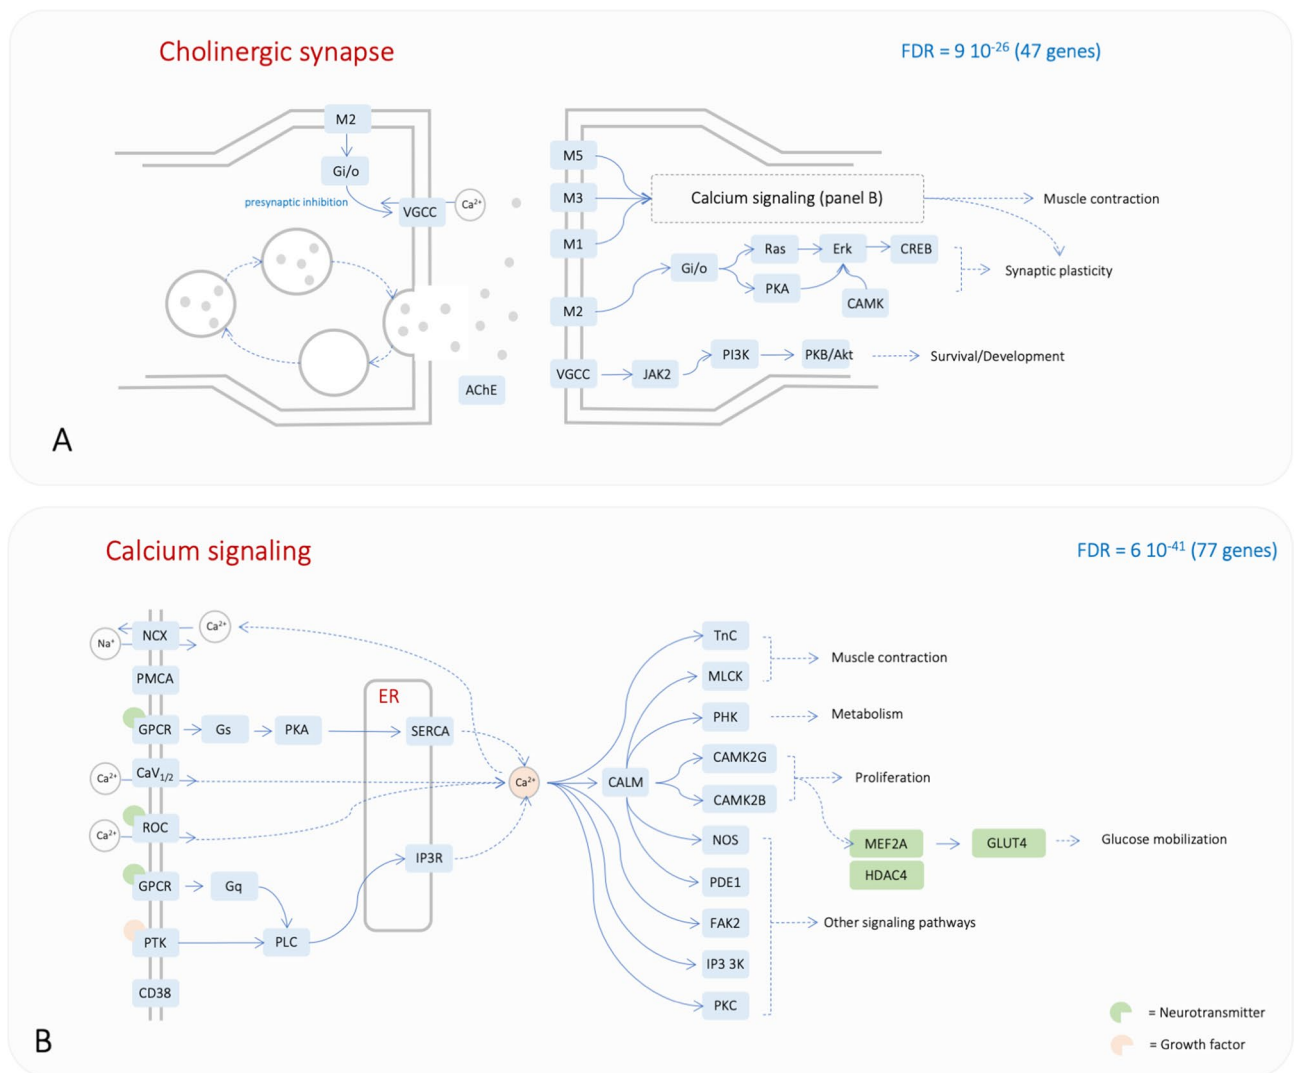 Cholinergic synapse
FDR = 9 10-26 (47 genes)
M2
Gi/o
presynaptic inhibition
VGCC
Ca2+
AChE
M5
M3
M1
M2
VGCC
Calcium signaling (panel B)
Muscle contraction
Gi/o
Ras
Erk
CREB
PKA
CAMK
Synaptic plasticity
JAK2
PI3K
PKB/Akt
Survival/Development
A
Calcium signaling
FDR = 6 10-41 (77 genes)
Na+
NCX
Ca2+
PMCA
GPCR
Gs
PKA
ER
SERCA
Ca2+
CaV1/2
Ca2+
ROC
GPCR
Gq
PTK
PLC
IP3R
CD38
Ca2+
CALM
TnC
MLCK
Muscle contraction
PHK
Metabolism
CAMK2G
CAMK2B
Proliferation
NOS
PDE1
FAK2
IP3 3K
PKC
MEF2A
HDAC4
GLUT4
Glucose mobilization
Other signaling pathways
= Neurotransmitter
= Growth factor
B